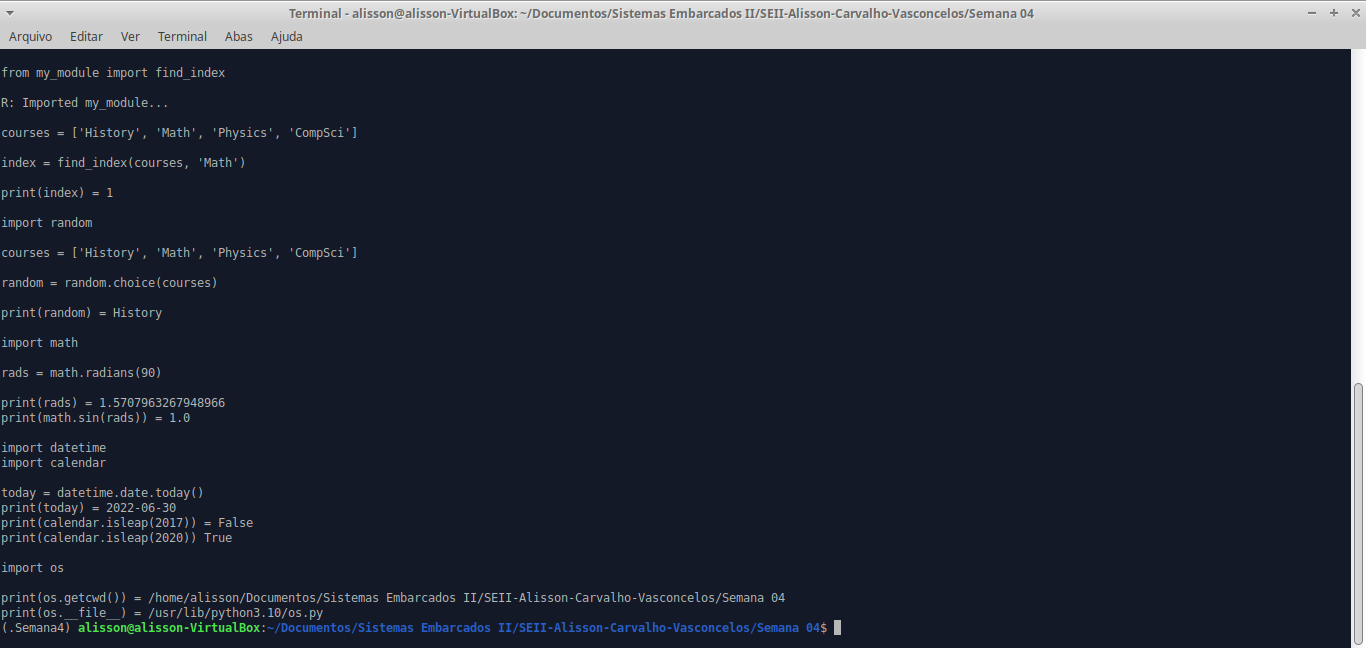 Terminal - alisson@alisson-VirtualBox: ~/Documentos/Sistemas Embarcados II/SEII-Alisson-Carvalho-Vasconcelos/Semana 04
Arquivo Editar Ver Terminal Abas Ajuda
from my_module import find_index
R: Imported my_module...
courses = ['History', 'Math', 'Physics', 'CompSci']
index = find_index(courses, 'Math')
print(index) = 1
import random
courses = ['History', 'Math', 'Physics', 'CompSci']
random = random.choice(courses)
print(random) = History
import math
rads = math.radians(90)
print(rads) = 1.5707963267948966
print(math.sin(rads)) = 1.0
import datetime
import calendar
today = datetime.date.today()
print(today) = 2022-06-30
print(calendar.isleap(2017)) = False
print(calendar.isleap(2020)) True
import os
print(os.getcwd()) = /home/alisson/Documentos/Sistemas Embarcados II/SEII-Alisson-Carvalho-Vasconcelos/Semana 04
print(os.__file__) = /usr/lib/python3.10/os.py
(.Semana4) alisson@alisson-VirtualBox:~/Documentos/Sistemas Embarcados II/SEII-Alisson-Carvalho-Vasconcelos/Semana 04$